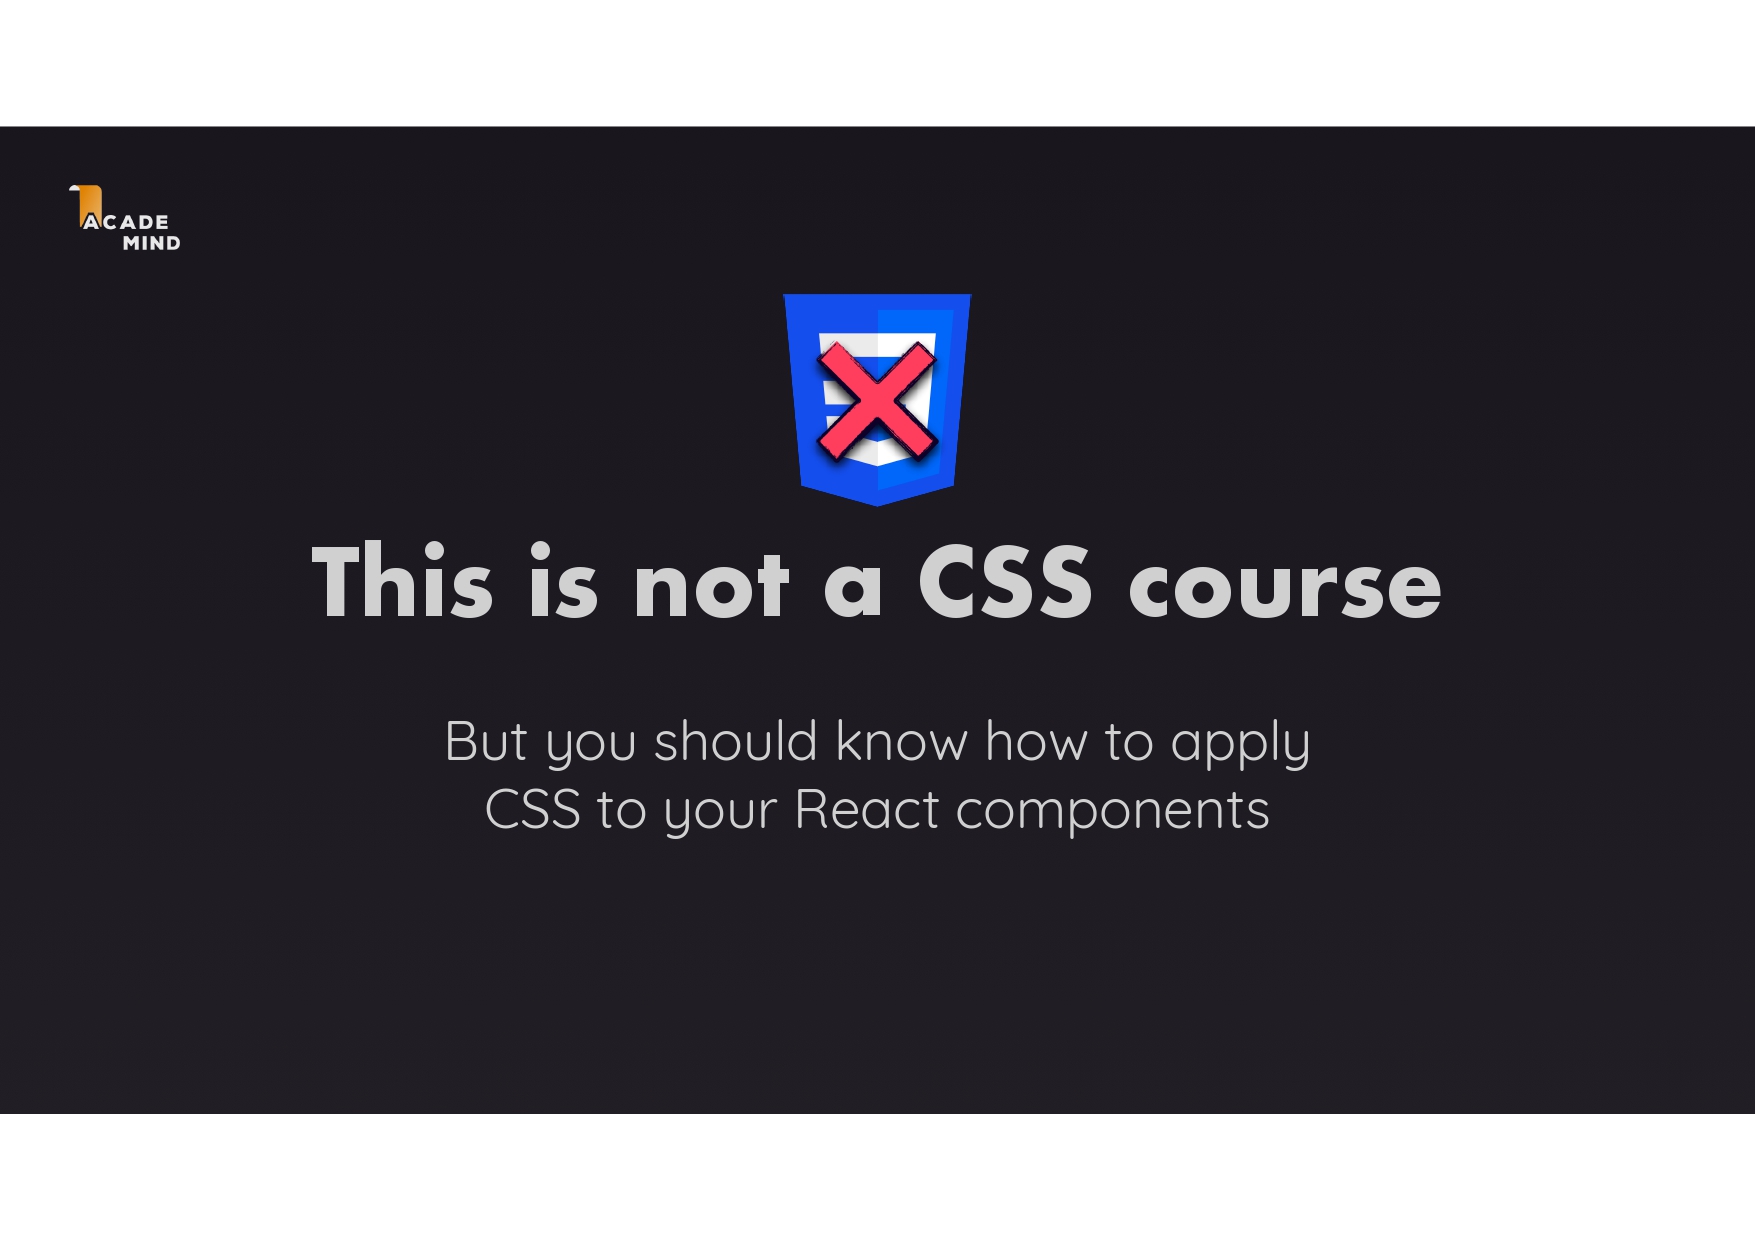 ACADE
MIND
This is not a CSS course
But you should know how to apply
CSS to your React components